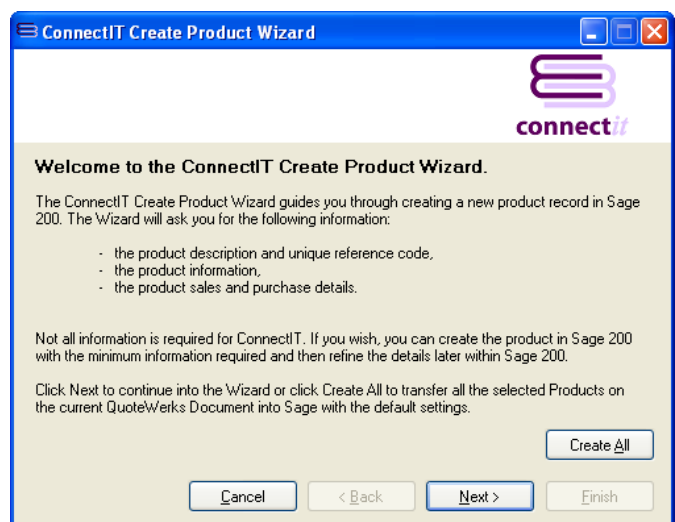 ConnectIT Create Product Wizard
connectit
Welcome to the ConnectIT Create Product Wizard.
The ConnectIT Create Product Wizard guides you through creating a new product record in Sage
200. The Wizard will ask you for the following information:
- the product description and unique reference code,
- the product information,
- the product sales and purchase details.
Not all information is required for ConnectIT. If you wish, you can create the product in Sage 200
with the minimum information required and then refine the details later within Sage 200.
Click Next to continue into the Wizard or click Create All to transfer all the selected Products on
the current QuoteWerks Document into Sage with the default settings.
Create All
Cancel < Back Next > Finish